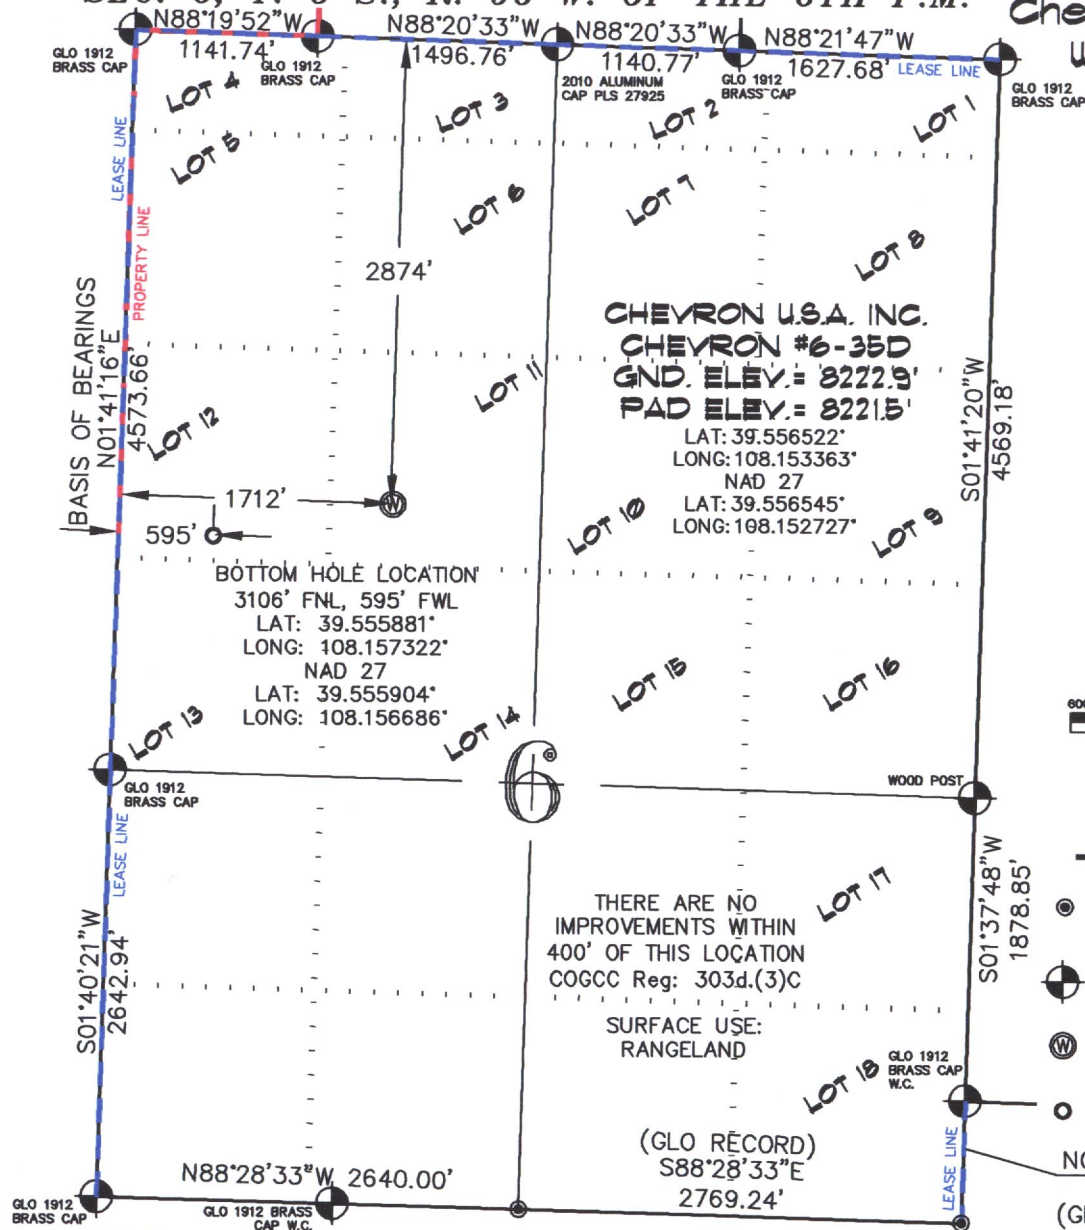 N88°19'52"W
N88°20'33"W
N88°20'33"W
N88°21'47"W
1141.74'
1496.76'
1140.77'
1627.68'
LEASE LINE
GLO 1912
BRASS CAP
GLO 1912
BRASS CAP
2010 ALUMINUM
CAP PLS 27925
GLO 1912
BRASS CAP
GLO 1912
BRASS CAP
LOT 4
LOT 3
LOT 2
LOT 1
LEASE LINE
LOT 5
LOT 6
LOT 7
LOT 8
PROPERTY LINE
2874'
BASIS OF BEARINGS
N01°41'16"E
4573.66'
CHEVRON U.S.A. INC.
CHEVRON #6-35D
GND. ELEV.= 8222.9'
PAD ELEV.= 8221.5'
LAT: 39.556522°
LONG: 108.153363°
NAD 27
LAT: 39.556545°
LONG: 108.152727°
S01°41'20"W
4569.18'
LOT 12
LOT 11
LOT 10
LOT 9
1712'
W
595'
BOTTOM HOLE LOCATION
3106' FNL, 595' FWL
LAT: 39.555881°
LONG: 108.157322°
NAD 27
LAT: 39.555904°
LONG: 108.156686°
LOT 13
LOT 14
LOT 15
LOT 16
6
GLO 1912
BRASS CAP
WOOD POST
LEASE LINE
S01°40'21"W
2642.94'
S01°37'48"W
1878.85'
LOT 17
THERE ARE NO
IMPROVEMENTS WITHIN
400' OF THIS LOCATION
COGCC Reg: 303d.(3)C
SURFACE USE:
RANGELAND
W
LOT 18
GLO 1912
BRASS CAP
W.C.
LEASE LINE
(GLO RECORD)
S88°28'33"E
2769.24'
N88°28'33"W 2640.00'
GLO 1912
BRASS CAP
GLO 1912 BRASS
CAP W.C.